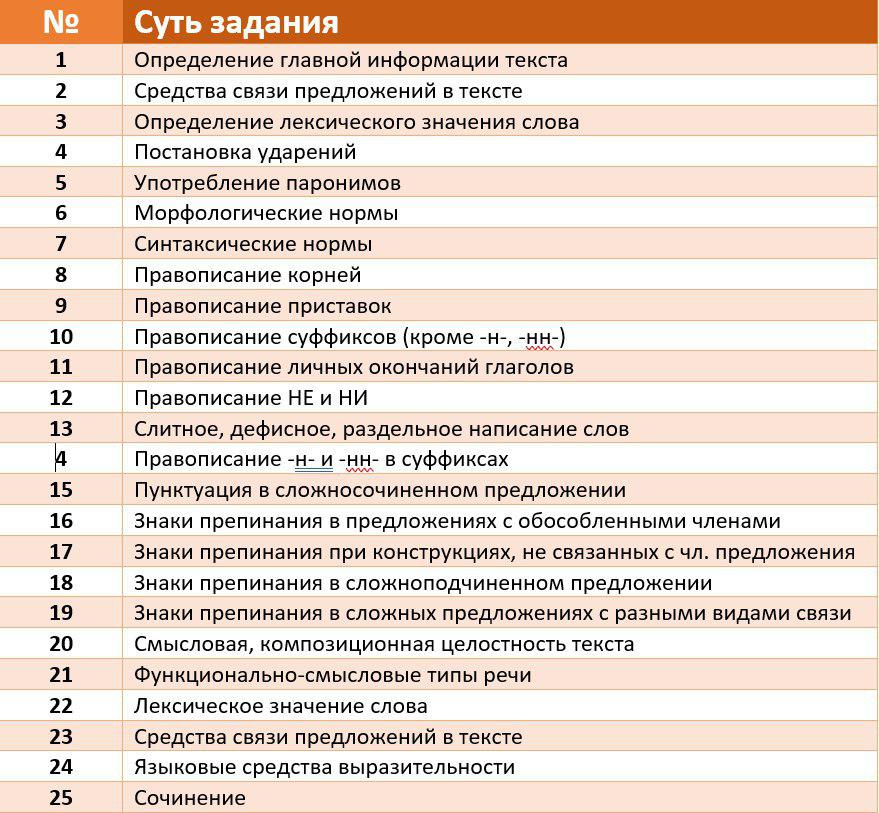 № Суть задания
1 Определение главной информации текста
2 Средства связи предложений в тексте
3 Определение лексического значения слова
4 Постановка ударений
5 Употребление паронимов
6 Морфологические нормы
7 Синтаксические нормы
8 Правописание корней
9 Правописание приставок
10 Правописание суффиксов (кроме -н-, -нн-)
11 Правописание личных окончаний глаголов
12 Правописание НЕ и НИ
13 Слитное, дефисное, раздельное написание слов
4 Правописание -н- и -нн- в суффиксах
15 Пунктуация в сложносочиненном предложении
16 Знаки препинания в предложениях с обособленными членами
17 Знаки препинания при конструкциях, не связанных с чл. предложения
18 Знаки препинания в сложноподчиненном предложении
19 Знаки препинания в сложных предложениях с разными видами связи
20 Смысловая, композиционная целостность текста
21 Функционально-смысловые типы речи
22 Лексическое значение слова
23 Средства связи предложений в тексте
24 Языковые средства выразительности
25 Сочинение